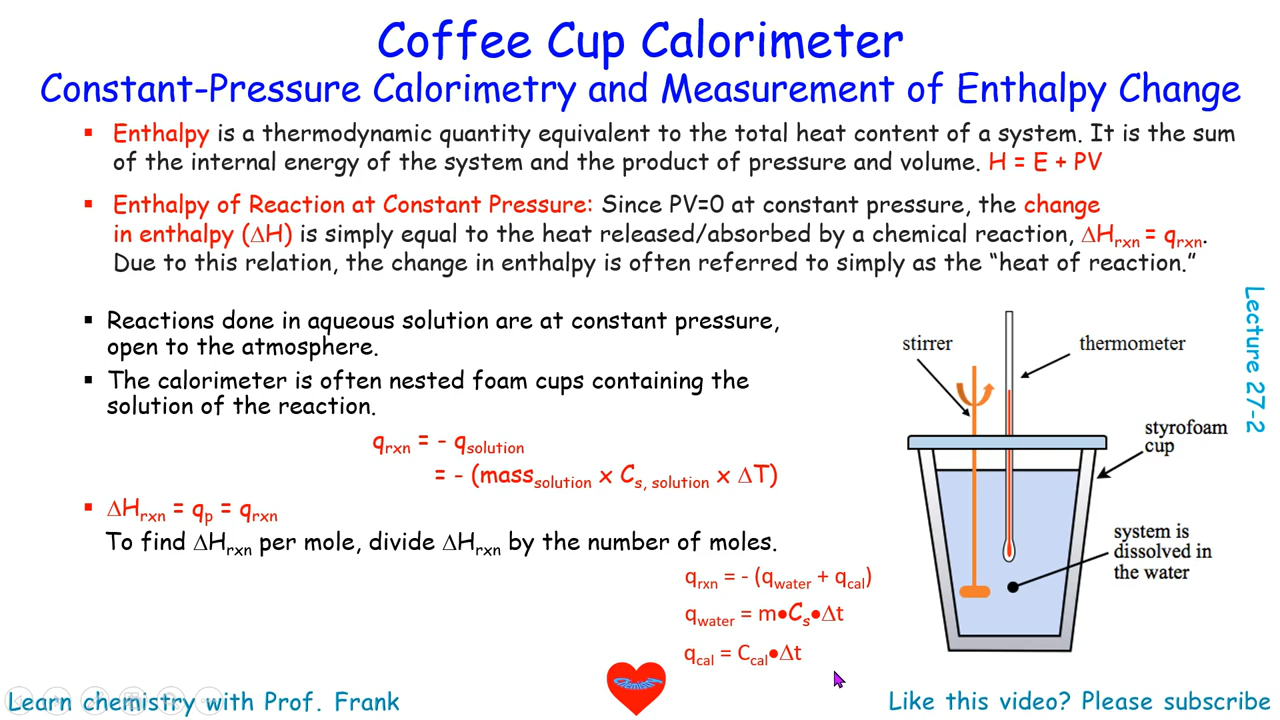 Coffee Cup Calorimeter
Constant-Pressure Calorimetry and Measurement of Enthalpy Change
▪ Enthalpy is a thermodynamic quantity equivalent to the total heat content of a system. It is the sum
of the internal energy of the system and the product of pressure and volume. H = E + PV
▪ Enthalpy of Reaction at Constant Pressure: Since PV=0 at constant pressure, the change
in enthalpy (∆H) is simply equal to the heat released/absorbed by a chemical reaction, ∆Hrxn = qrxn.
Due to this relation, the change in enthalpy is often referred to simply as the “heat of reaction.”
▪ Reactions done in aqueous solution are at constant pressure,
open to the atmosphere.
▪ The calorimeter is often nested foam cups containing the
solution of the reaction.
qrxn = - qsolution
= - (masssolution x Cs, solution x ∆T)
▪ ∆Hrxn = qp = qrxn
To find ∆Hrxn per mole, divide ∆Hrxn by the number of moles.
qrxn = - (qwater + qcal)
qwater = m•Cs•∆t
qcal = Ccal•∆t
stirrer
thermometer
styrofoam
cup
system is
dissolved in
the water
Lecture 27-2
Chemistry
Learn chemistry with Prof. Frank
Like this video? Please subscribe